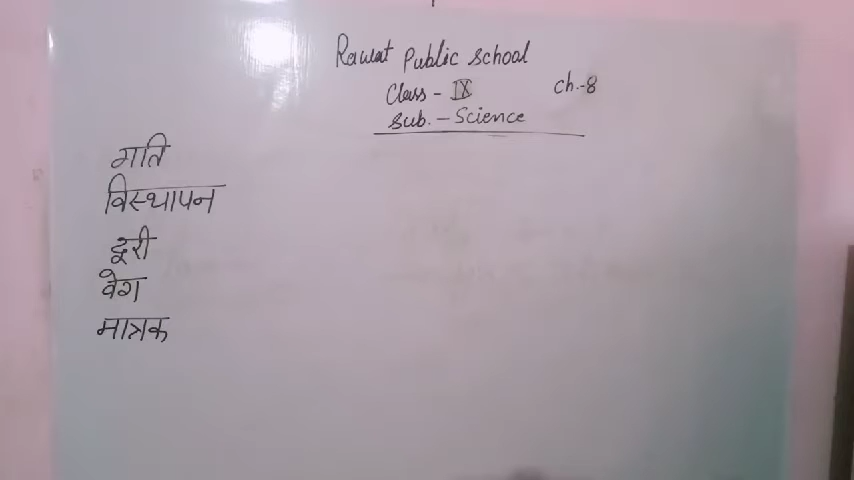 Rawat Public School
Class - IX ch.-8
Sub. - Science
गति
विस्थापन
दूरी
वेग
मात्रक